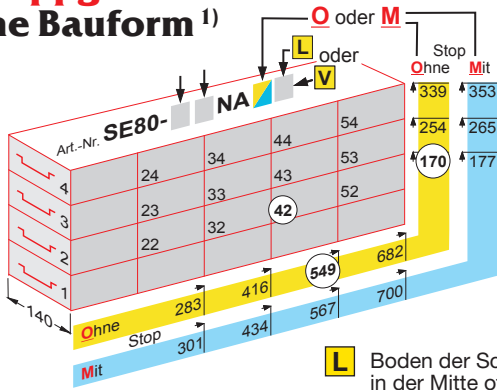 ne Bauform 1)
O oder M
L oder
V
Stop
Ohne Mit
Art.-Nr. SE80- NA
339 353
254 265
170 177
54
44
34
24
4
53
43
33
23
3
52
42
32
22
2
1
140
Ohne 283 416 549 682
Stop
Mit 301 434 567 700
L Boden der Sc
in der Mitte o